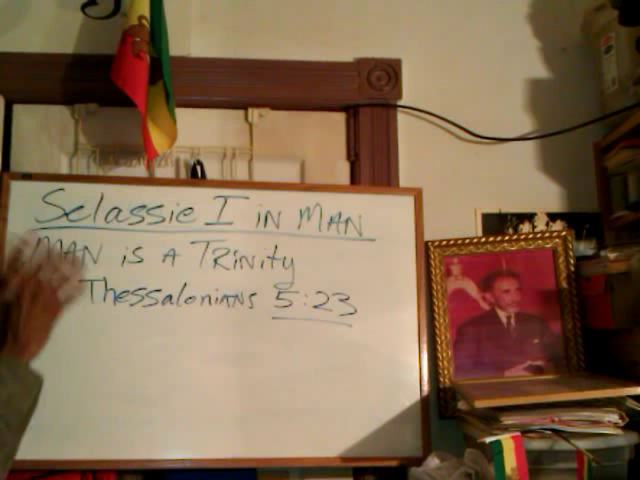 Selassie I in MAN
MAN is A Trinity
Thessalonians 5:23